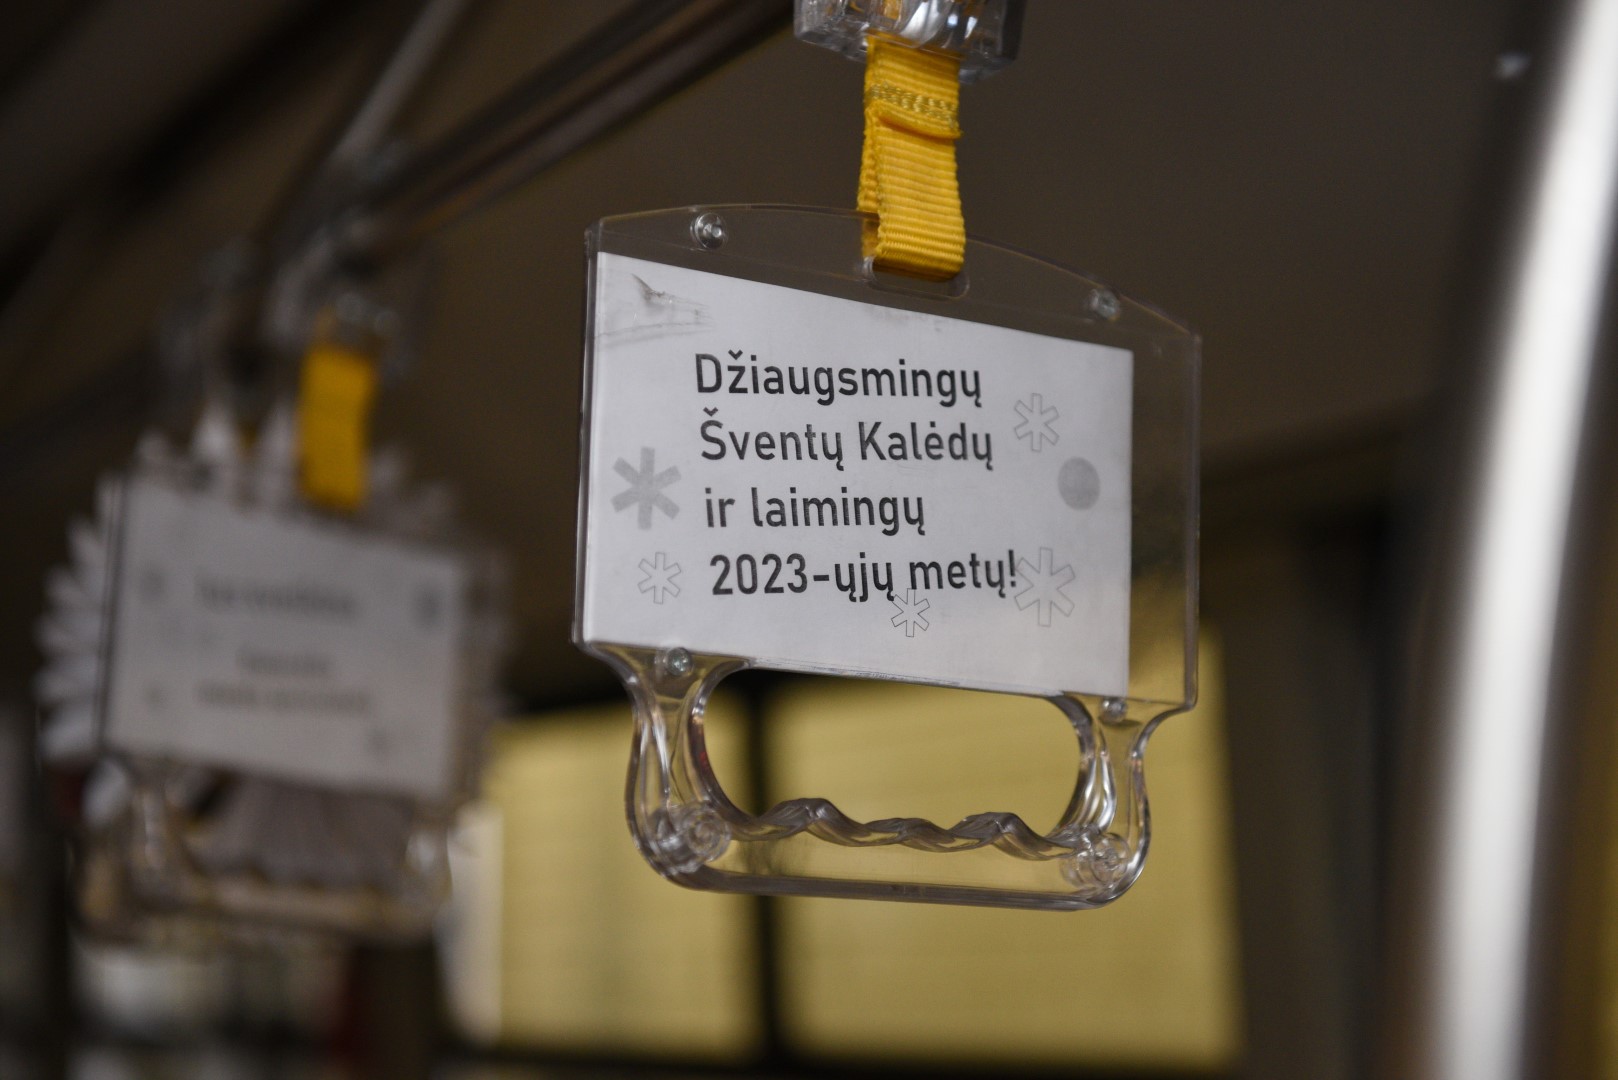 Džiaugsmingų
Šventų Kalėdų
ir laimingų
2023-ųjų metų!